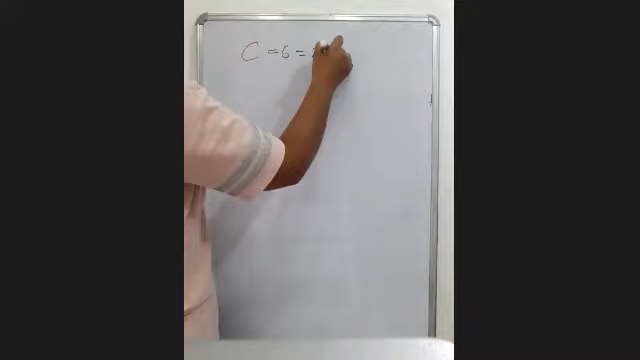 C = 6 =